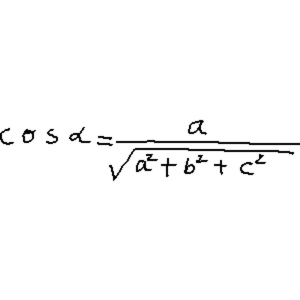 cos α = a / √(a² + b² + c²)